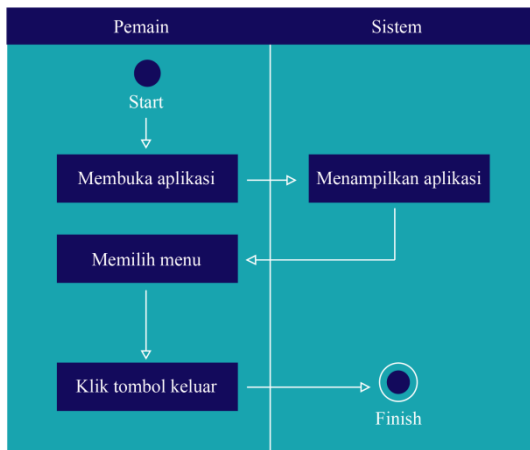 Pemain
Sistem
Start
Membuka aplikasi
Menampilkan aplikasi
Memilih menu
Klik tombol keluar
Finish